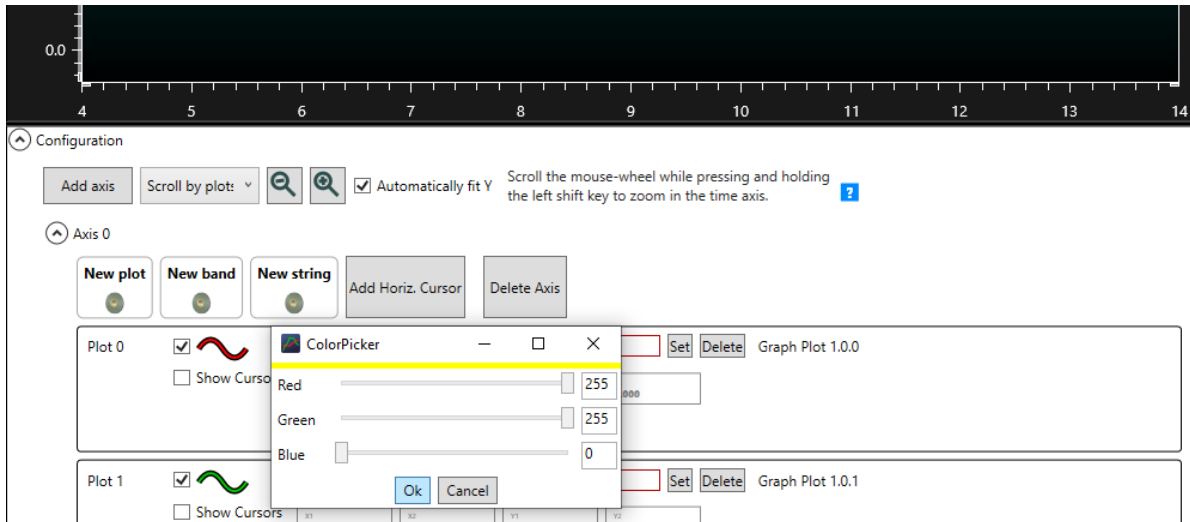 0.0
4 5 6 7 8 9 10 11 12 13 14
Configuration
Add axis Scroll by plots Automatically fit Y Scroll the mouse-wheel while pressing and holding
the left shift key to zoom in the time axis. ?
Axis 0
New plot New band New string Add Horiz. Cursor Delete Axis
Plot 0 Set Delete Graph Plot 1.0.0
Show Curso
.000
ColorPicker
Red 255
Green 255
Blue 0
Ok Cancel
Plot 1 Set Delete Graph Plot 1.0.1
Show Cursors X1 X2 Y1 Y2